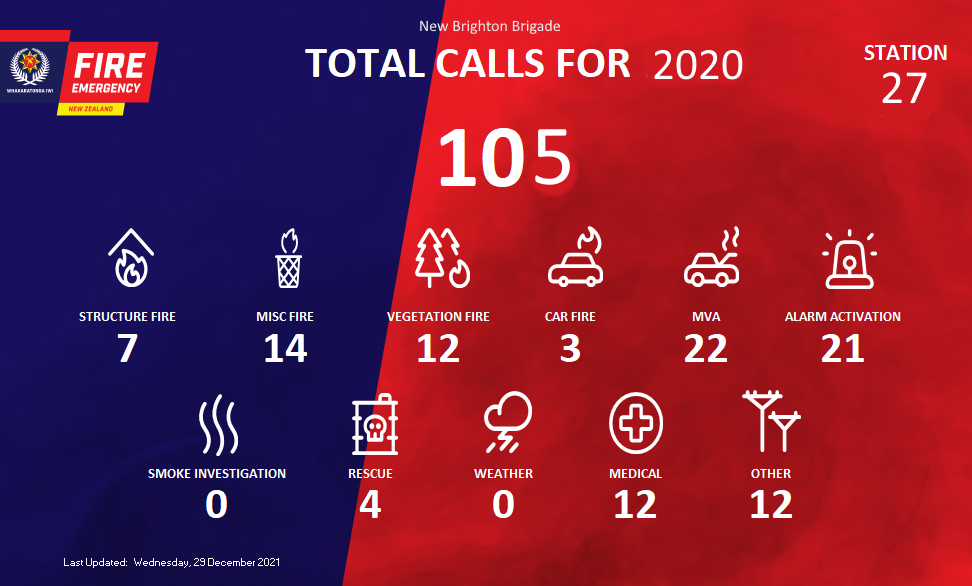 New Brighton Brigade
TOTAL CALLS FOR 2020
STATION
27
WHAKARATONGA IWI
FIRE
EMERGENCY
NEW ZEALAND
105
STRUCTURE FIRE
7
MISC FIRE
14
VEGETATION FIRE
12
CAR FIRE
3
MVA
22
ALARM ACTIVATION
21
SMOKE INVESTIGATION
0
RESCUE
4
WEATHER
0
MEDICAL
12
OTHER
12
Last Updated: Wednesday, 29 December 2021